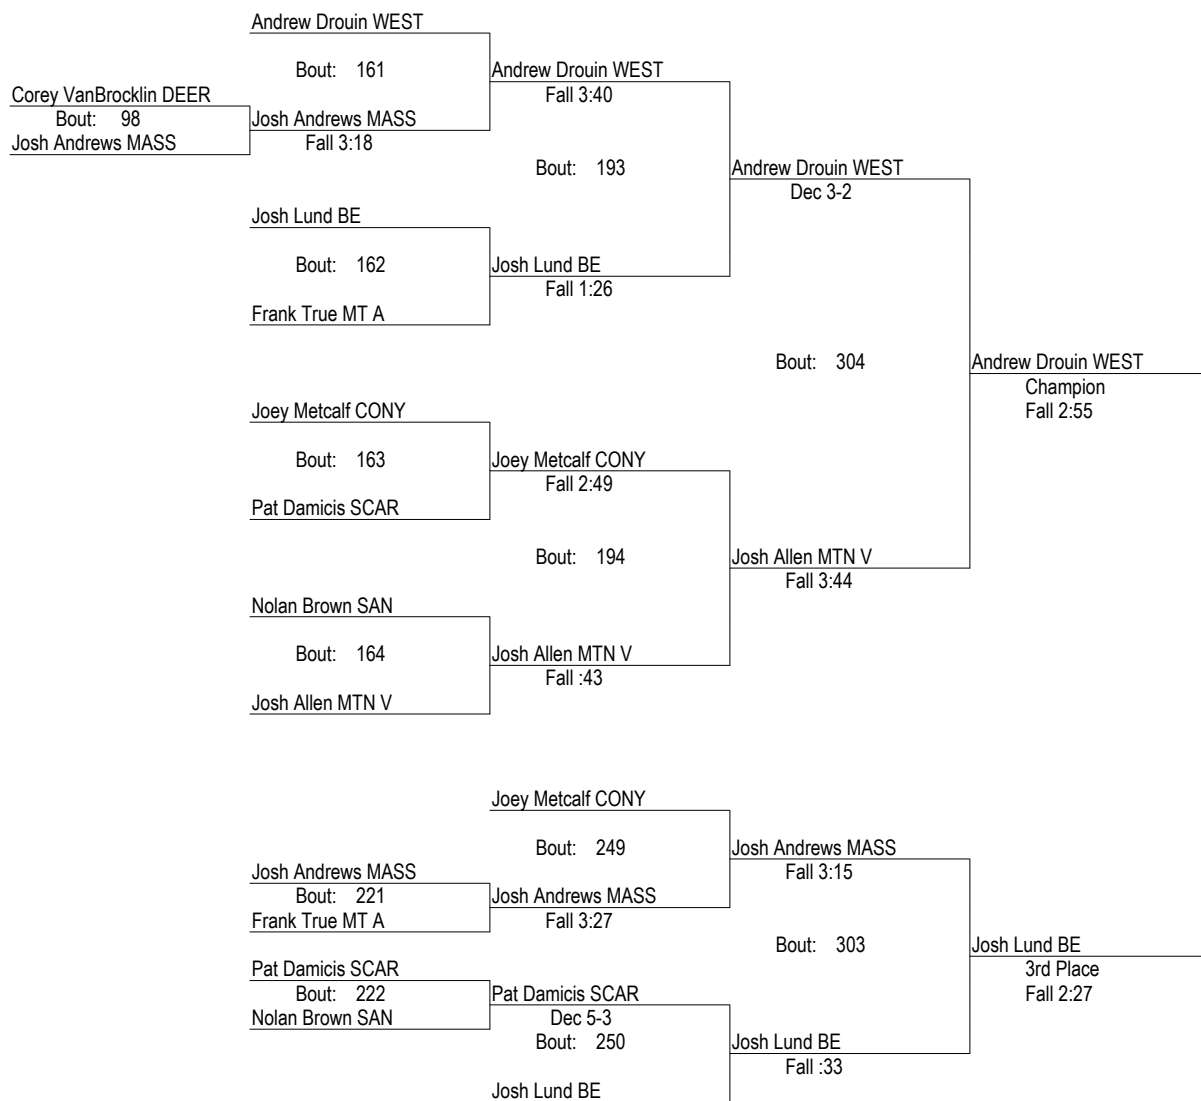 Andrew Drouin WEST
Bout: 161
Andrew Drouin WEST
Corey VanBrocklin DEER
Fall 3:40
Bout: 98
Josh Andrews MASS
Josh Andrews MASS
Fall 3:18
Bout: 193
Andrew Drouin WEST
Dec 3-2
Josh Lund BE
Bout: 162
Josh Lund BE
Fall 1:26
Frank True MT A
Bout: 304
Andrew Drouin WEST
Champion
Joey Metcalf CONY
Fall 2:55
Bout: 163
Joey Metcalf CONY
Fall 2:49
Pat Damicis SCAR
Bout: 194
Josh Allen MTN V
Fall 3:44
Nolan Brown SAN
Bout: 164
Josh Allen MTN V
Fall :43
Josh Allen MTN V
Joey Metcalf CONY
Bout: 249
Josh Andrews MASS
Josh Andrews MASS
Fall 3:15
Bout: 221
Josh Andrews MASS
Frank True MT A
Fall 3:27
Bout: 303
Josh Lund BE
Pat Damicis SCAR
3rd Place
Bout: 222
Pat Damicis SCAR
Fall 2:27
Nolan Brown SAN
Dec 5-3
Bout: 250
Josh Lund BE
Fall :33
Josh Lund BE